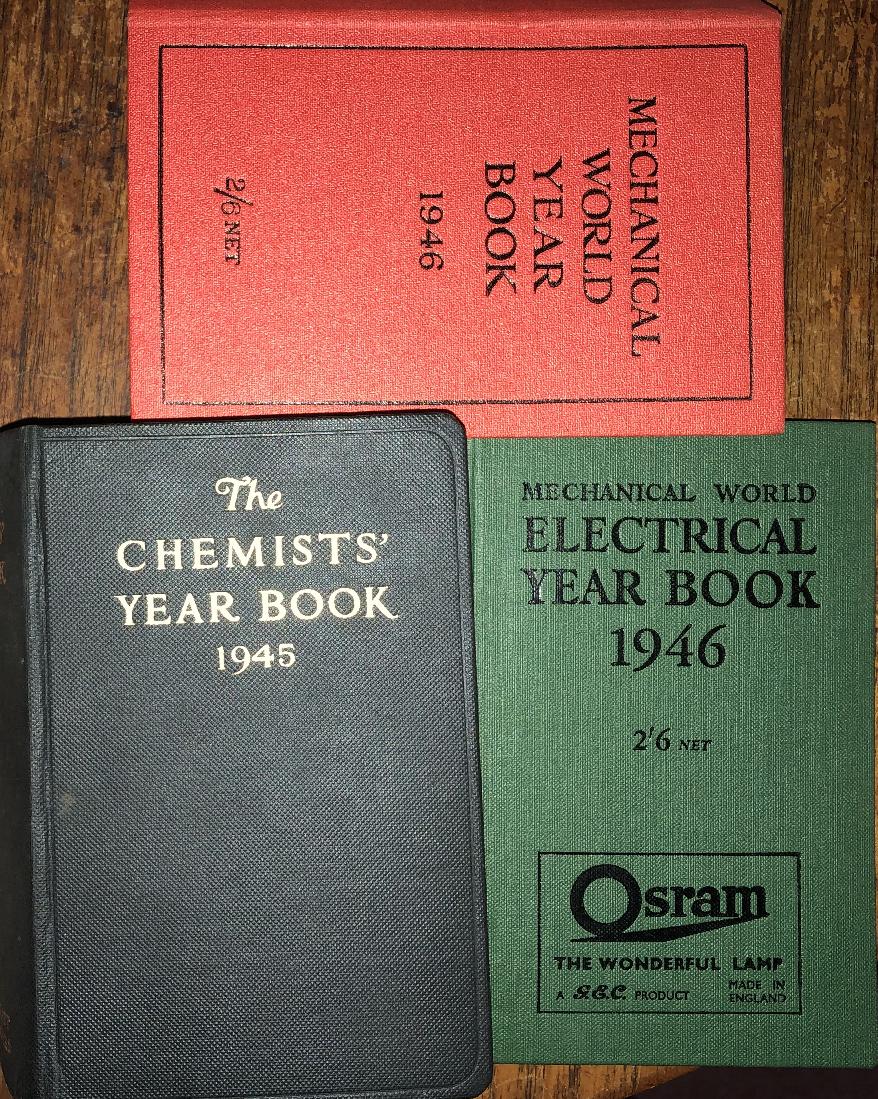 MECHANICAL
WORLD
YEAR
BOOK
1946
2/6 NET
The
CHEMISTS'
YEAR BOOK
1945
MECHANICAL WORLD
ELECTRICAL
YEAR BOOK
1946
2'6 NET
Osram
THE WONDERFUL LAMP
A G.E.C. PRODUCT MADE IN
ENGLAND